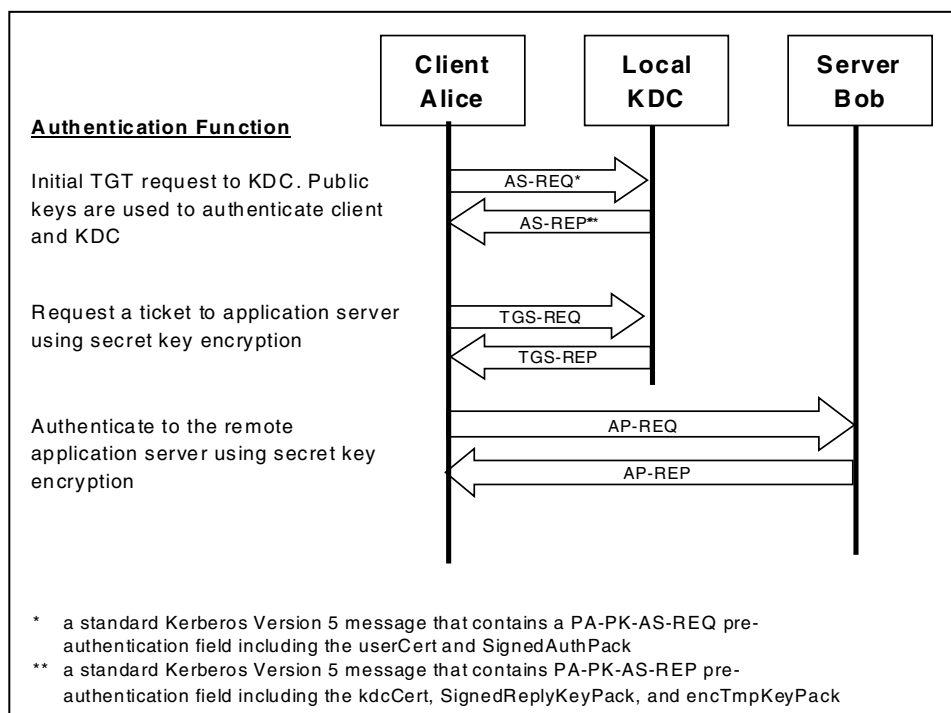 Client
Alice
Local
KDC
Server
Bob
Authentication Function
Initial TGT request to KDC. Public
keys are used to authenticate client
and KDC
AS-REQ*
AS-REP**
Request a ticket to application server
using secret key encryption
TGS-REQ
TGS-REP
Authenticate to the remote
application server using secret key
encryption
AP-REQ
AP-REP
* a standard Kerberos Version 5 message that contains a PA-PK-AS-REQ pre-
authentication field including the userCert and SignedAuthPack
** a standard Kerberos Version 5 message that contains PA-PK-AS-REP pre-
authentication field including the kdcCert, SignedReplyKeyPack, and encTmpKeyPack